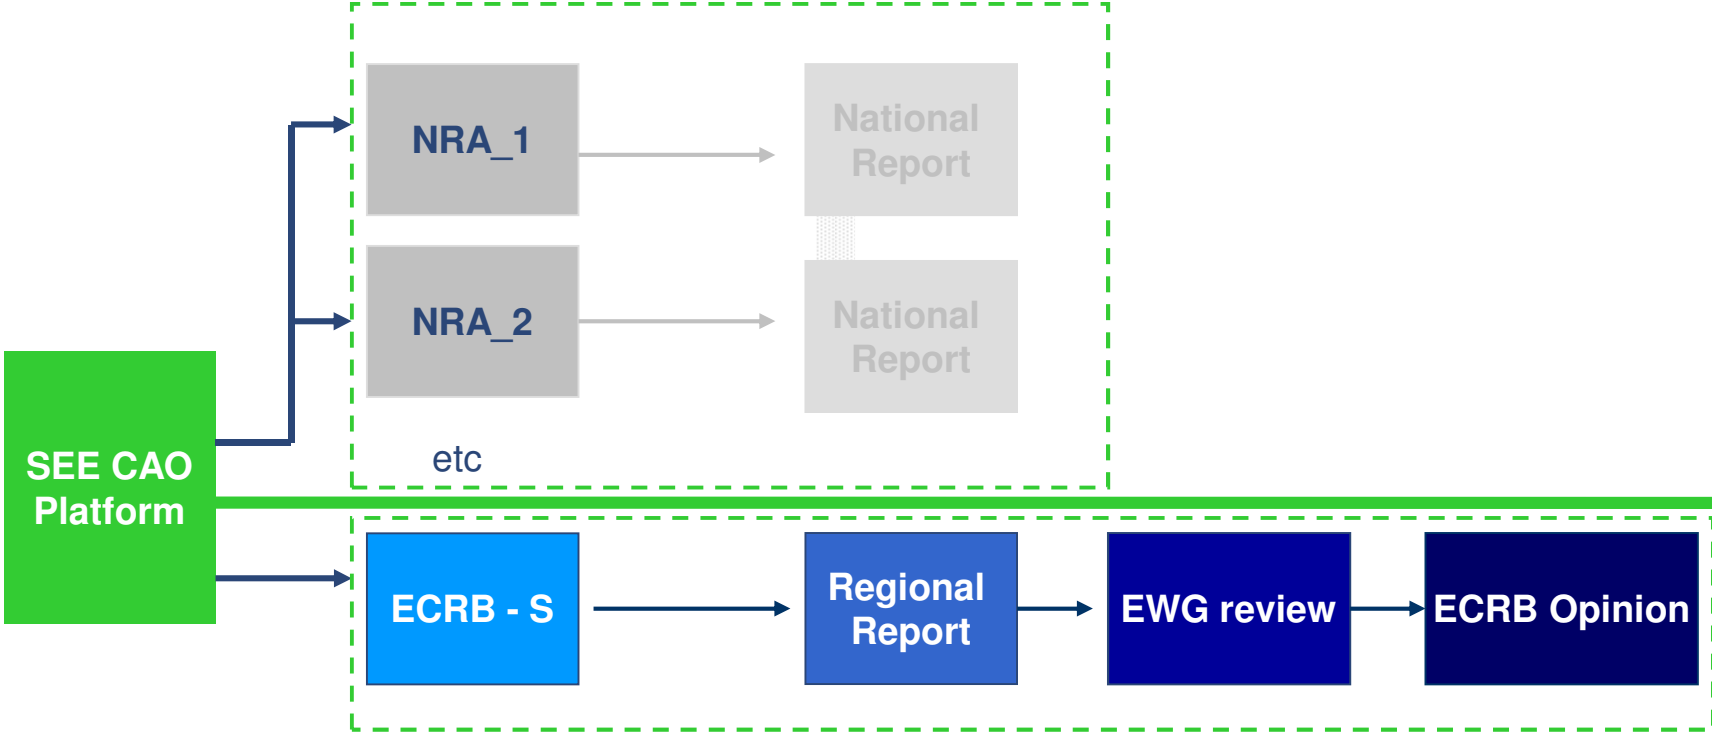 NRA_1
National
Report
NRA_2
National
Report
etc
SEE CAO
Platform
ECRB - S
Regional
Report
EWG review
ECRB Opinion